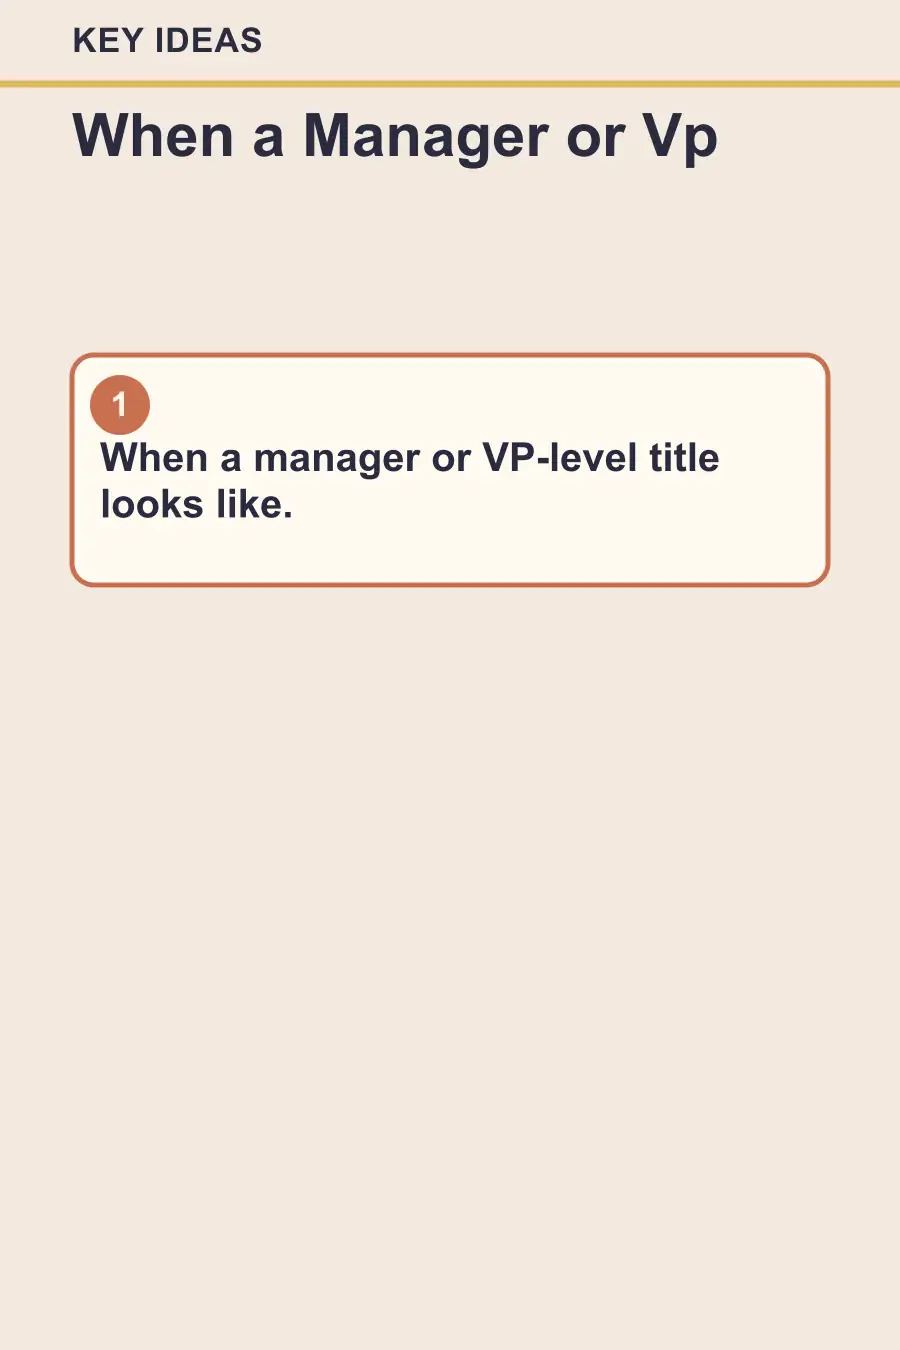 KEY IDEAS
When a Manager or Vp
1
When a manager or VP-level title
looks like.